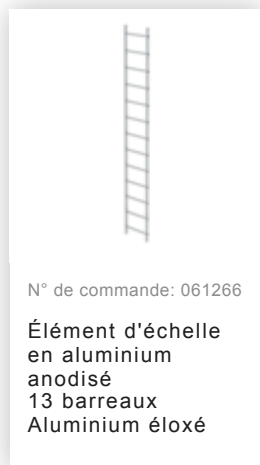 N° de commande: 061266
Élément d'échelle
en aluminium
anodisé
13 barreaux
Aluminium éloxé